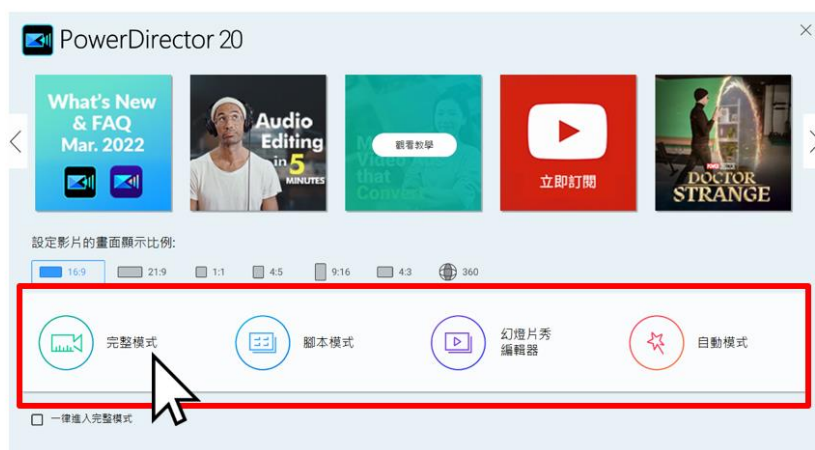 PowerDirector 20
What's New
& FAQ
Mar. 2022
Audio
Editing
in 5
MINUTES
觀看教學
that
立即訂閱
DOCTOR
STRANGE
設定影片的畫面顯示比例:
16:9 21:9 1:1 4:5 9:16 4:3 360
完整模式
腳本模式
幻燈片秀
編輯器
自動模式
一律進入完整模式